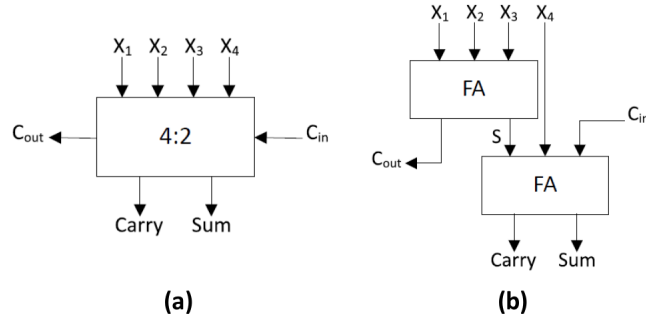 X1 X2 X3 X4
4:2
Cout
Cin
Carry Sum
(a)
X1 X2 X3 X4
FA
Cin
S
Cout
FA
Carry Sum
(b)